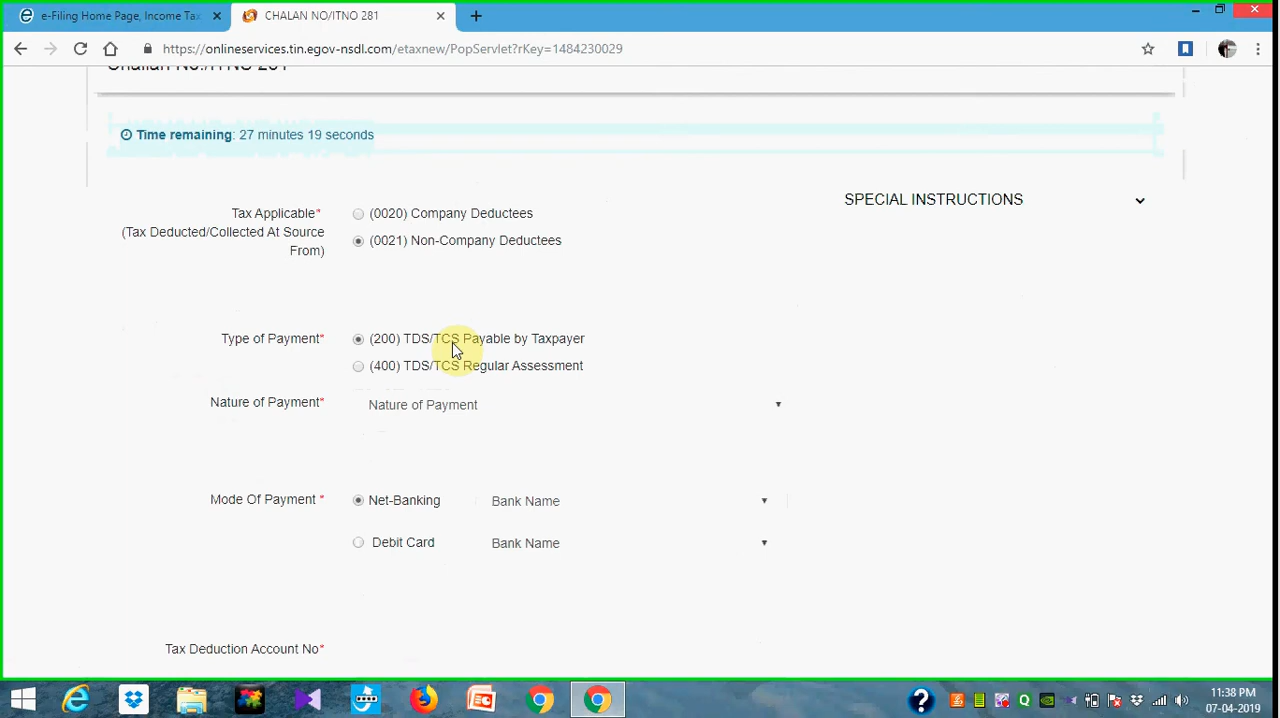 e-Filing Home Page, Income Tax
CHALAN NO/ITNO 281
https://onlineservices.tin.egov-nsdl.com/etaxnew/PopServlet?rKey=1484230029
Challan No./ITNS 281
Time remaining: 27 minutes 19 seconds
SPECIAL INSTRUCTIONS
Tax Applicable*
(Tax Deducted/Collected At Source
From)
(0020) Company Deductees
(0021) Non-Company Deductees
Type of Payment*
(200) TDS/TCS Payable by Taxpayer
(400) TDS/TCS Regular Assessment
Nature of Payment*
Nature of Payment
Mode Of Payment *
Net-Banking
Bank Name
Debit Card
Bank Name
Tax Deduction Account No*
11:38 PM
07-04-2019